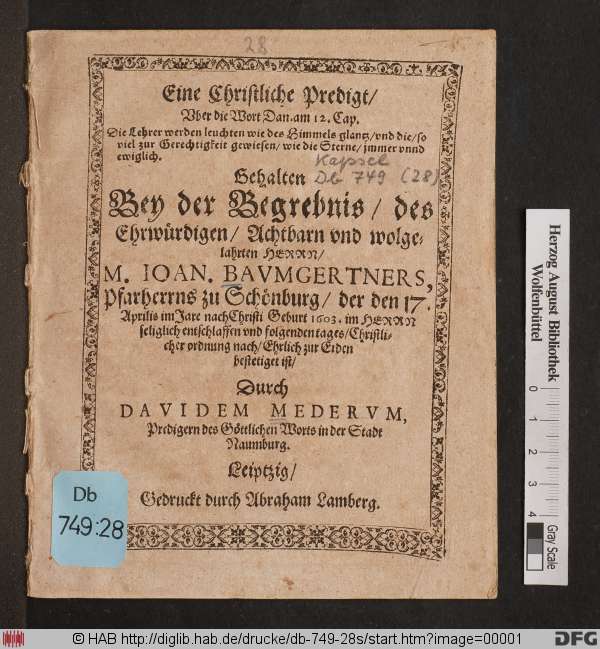 28
Eine Christliche Predigt/
Vber die Wort Dan. am 12. Cap.
Die Lehrer werden leuchten wie des Himmels glantz/vnd die/so
viel zur Gerechtigkeit gewiesen/ wie die Sterne/ jmmer vnnd
ewiglich.
Kapsel
Gehalten
Db 749 (28)
Bey der Begrebnis/ des
Ehrwürdigen/ Achtbarn vnd wolge-
lahrten HERRN/
M. IOAN. BAVMGERTNERS,
Pfarherrns zu Schönburg/ der den 17.
Aprilis im Jare nach Christi Geburt 1603. im HERRN
seliglich entschlaffen vnd folgenden tages/ Christli-
cher ordnung nach/ Ehrlich zur Erden
bestetiget ist/
Durch
DAVIDEM MEDERVM,
Predigern des Göttlichen Worts in der Stadt
Naumburg.
Leiptzig/
Gedruckt durch Abraham Lamberg.
Db
749:28
Herzog August Bibliothek
Wolfenbüttel
0 1 2 3 4
Gray Scale
© HAB http://diglib.hab.de/drucke/db-749-28s/start.htm?image=00001
DFG